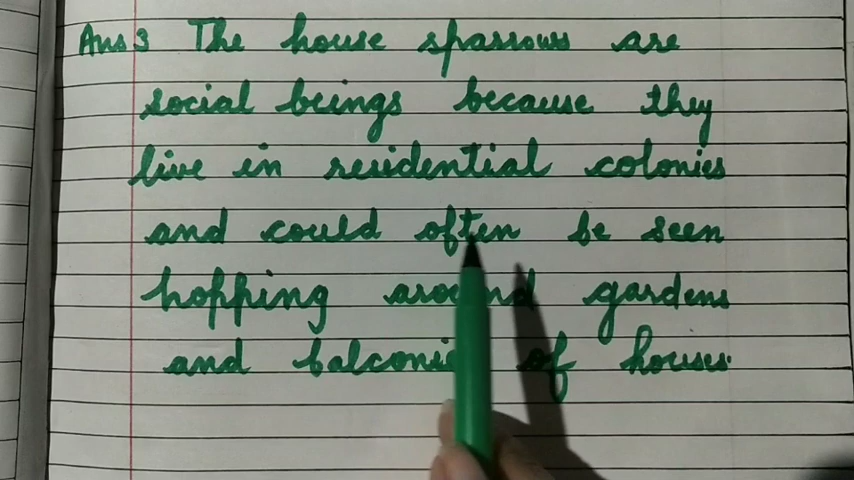 Ans 3 The house sparrows are
social beings because they
live in residential colonies
and could often be seen
hopping around gardens
and balconies of houses.